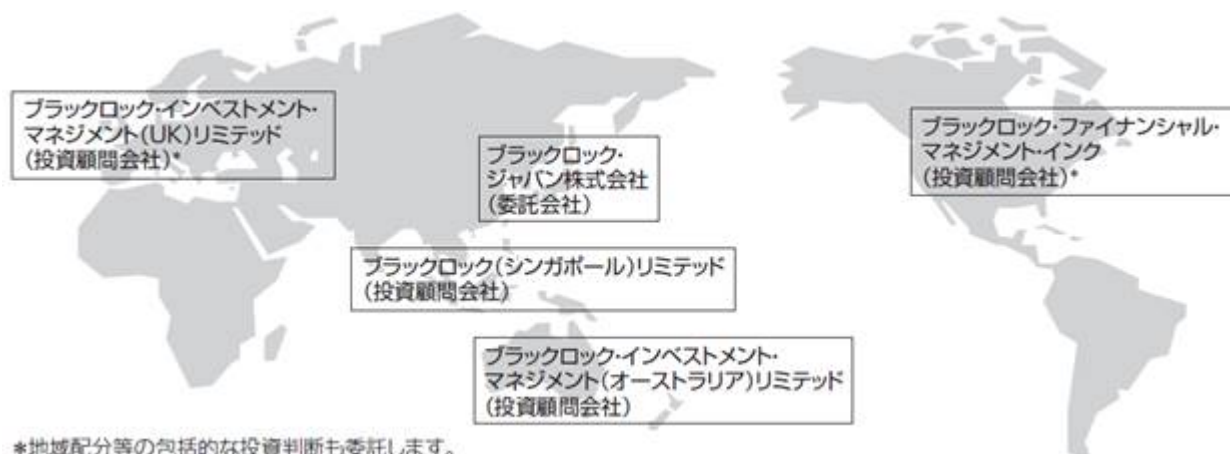 ブラックロック・インベストメント・
マネジメント(UK)リミテッド
(投資顧問会社)*
ブラックロック・
ジャパン株式会社
(委託会社)
ブラックロック・ファイナンシャル・
マネジメント・インク
(投資顧問会社)*
ブラックロック(シンガポール)リミテッド
(投資顧問会社)
ブラックロック・インベストメント・
マネジメント(オーストラリア)リミテッド
(投資顧問会社)
*地域配分等の包括的な投資判断も委託します。